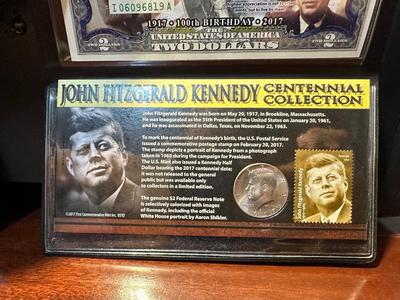 I06096819A
1917 • 100th BIRTHDAY • 2017
THE UNITED STATES OF AMERICA
TWO DOLLARS
2
2
JOHN FITZGERALD KENNEDY CENTENNIAL COLLECTION
John Fitzgerald Kennedy was born on May 29, 1917, in Brookline, Massachusetts.
He was inaugurated as the 35th President of the United States on January 20, 1961,
and he was assassinated in Dallas, Texas, on November 22, 1963.
To mark the centennial of Kennedy's birth, the U.S. Postal Service
issued a commemorative postage stamp on February 20, 2017.
The stamp depicts a portrait of Kennedy from a photograph
taken in 1960 during the campaign for President.
The U.S. Mint also issued a Kennedy Half
Dollar bearing the 2017 centennial date;
it was not released to the general
public but was available only
to collectors in a limited edition.
The genuine $2 Federal Reserve Note
is selectively colorized with images
of Kennedy, including the official
White House portrait by Aaron Shikler.
©2017 First Commemorative Mint, Inc.
John Fitzgerald Kennedy